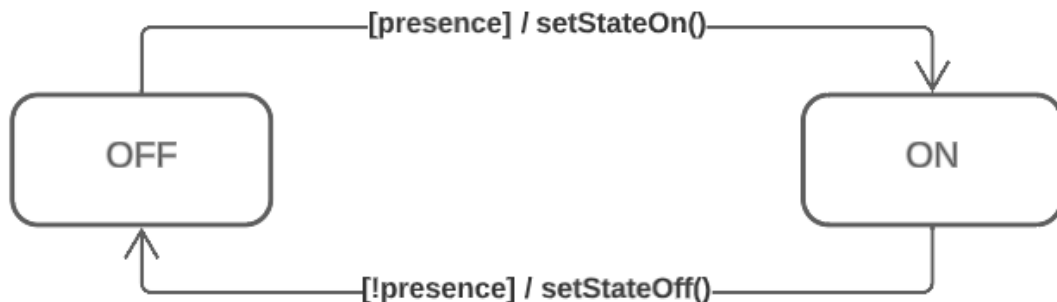 [presence] / setStateOn()
OFF
ON
[!presence] / setStateOff()